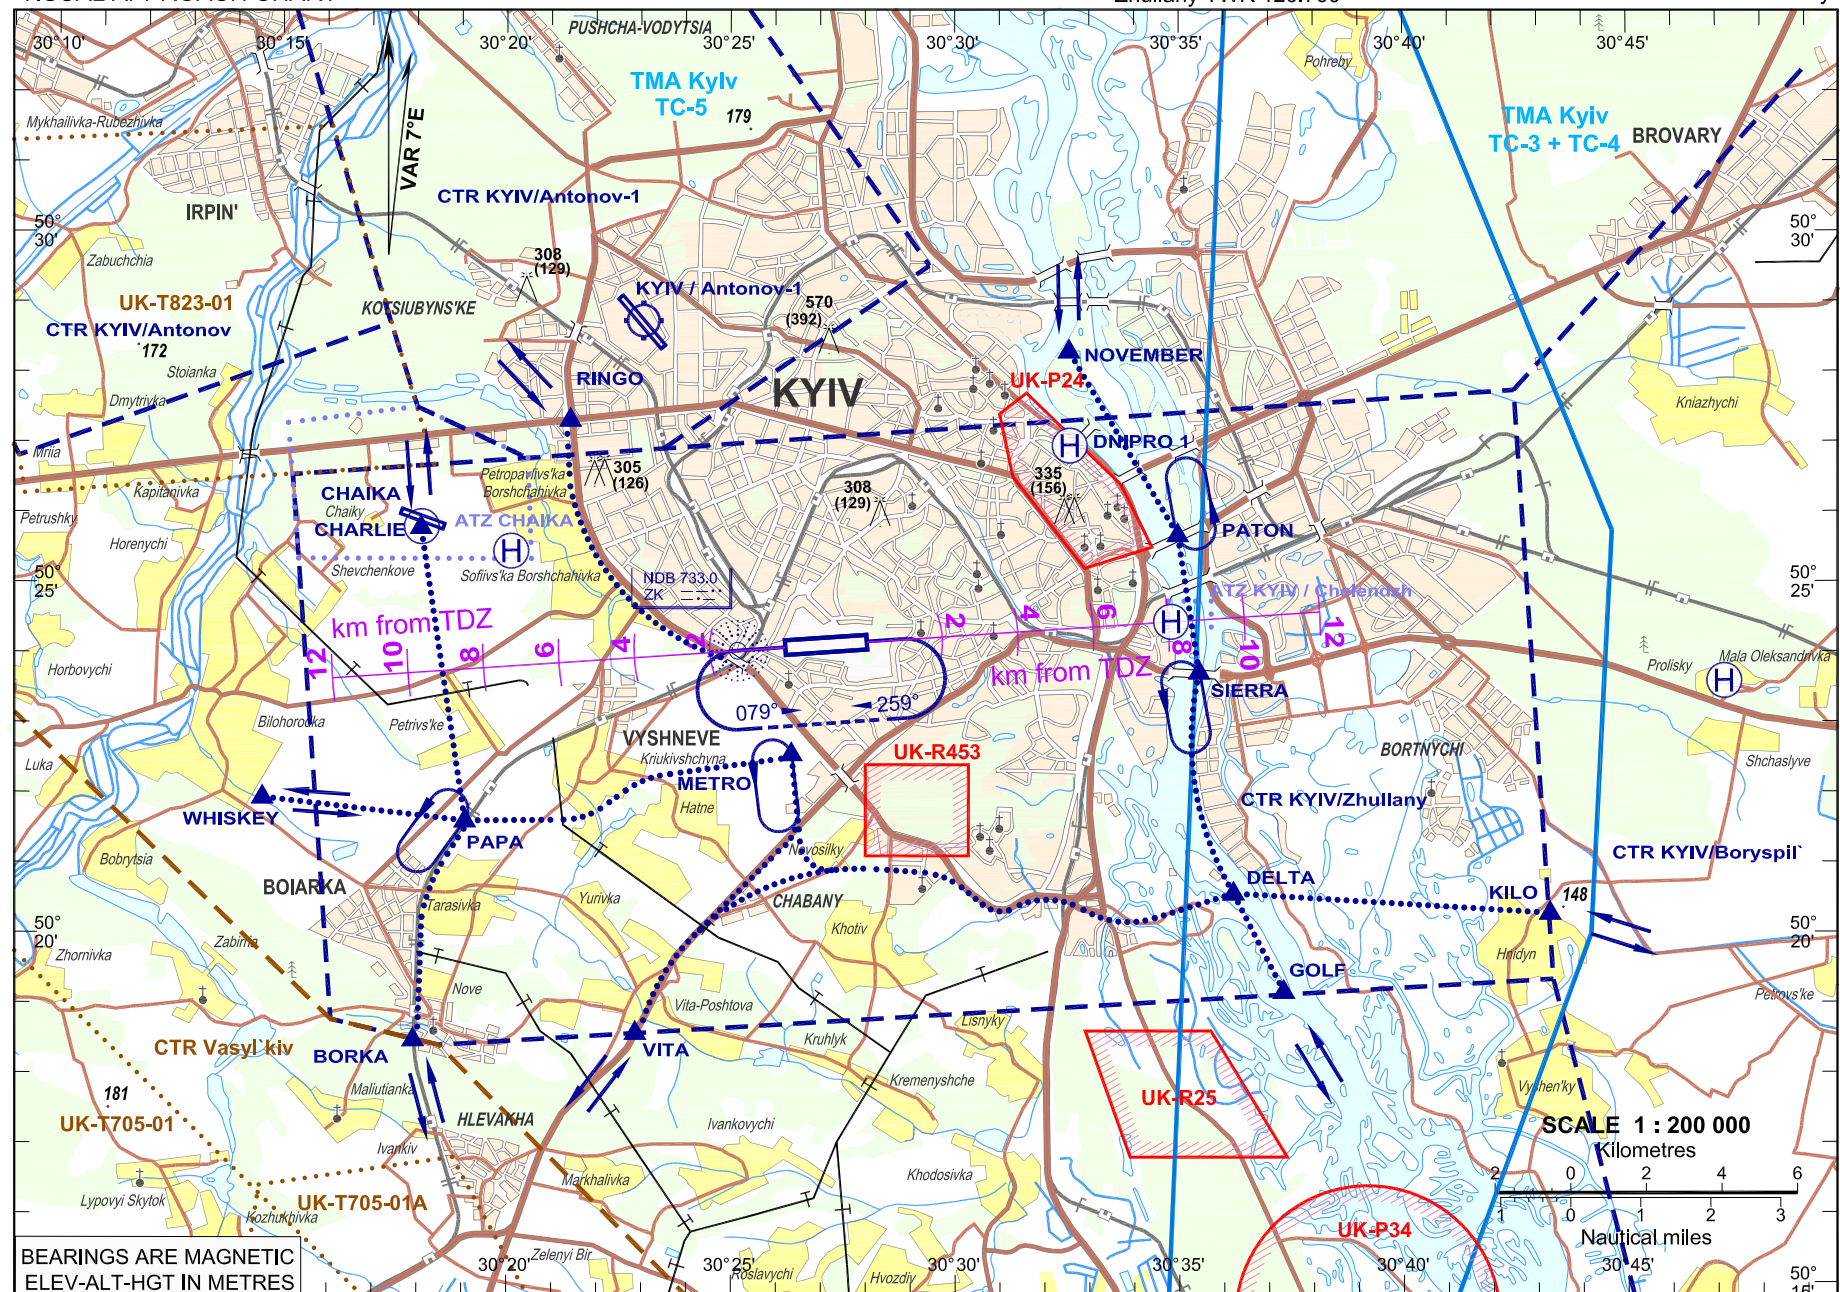 30°10'
30°15'
30°20'
PUSHCHA-VODYTSIA
30°25'
30°30'
30°35'
30°40'
30°45'
Pohreby
TMA KyIv
TC-5
179
TMA Kyiv
TC-3 + TC-4
BROVARY
Mykhailivka-Rubezhivka
VAR 7°E
IRPIN'
CTR KYIV/Antonov-1
50°
30'
50°
30'
Zabuchchia
308
(129)
KYIV / Antonov-1
UK-T823-01
KOTSIUBYNS'KE
570
(392)
CTR KYIV/Antonov
172
Stoianka
RINGO
NOVEMBER
KYIV
UK-P24
Dmytrivka
Kniazhychi
DNIPRO 1
H
Mriia
Petropavlivs'ka
Borshchahivka
305
(126)
308
(129)
335
(156)
Kapitanivka
CHAIKA
Chaiky
CHARLIE
ATZ CHAIKA
H
PATON
Petrushky
Horenychi
Shevchenkove
Sofiivs'ka Borshchahivka
50°
25'
50°
25'
NDB 733.0
ZK
ATZ KYIV / Cholendzh
H
km from TDZ
12
10
8
6
4
2
2
4
6
8
10
12
km from TDZ
Horbovychi
Prolisky
Mala Oleksandrivka
H
SIERRA
Bilohorodka
Petrivs'ke
079°
259°
VYSHNEVE
Kriukivshchyna
UK-R453
BORTNYCHI
Luka
METRO
Shchaslyve
Hatne
CTR KYIV/Zhullany
WHISKEY
PAPA
Bobrytsia
Novosilky
CTR KYIV/Boryspil`
BOIARKA
Tarasivka
Yurivka
CHABANY
DELTA
KILO
148
Khotiv
50°
20'
50°
20'
Zabirria
Zhornivka
Hnidyn
GOLF
Nove
Vita-Poshtova
Petrovs'ke
Lisnyky
CTR Vasyl`kiv
BORKA
VITA
Kruhlyk
Kremenyshche
Vyshen'ky
181
Maliutianka
UK-R25
UK-T705-01
HLEVAKHA
Ivankovychi
SCALE 1 : 200 000
Kilometres
Ivankiv
2 0 2 4 6
Lypovyi Skytok
Markhalivka
Khodosivka
UK-T705-01A
Kozhukhivka
1 0 1 2 3
UK-P34
Nautical miles
BEARINGS ARE MAGNETIC
ELEV-ALT-HGT IN METRES
Zelenyi Bir
Roslavychi
Hvozdiv
30°20'
30°25'
30°30'
30°35'
30°40'
30°45'
50°